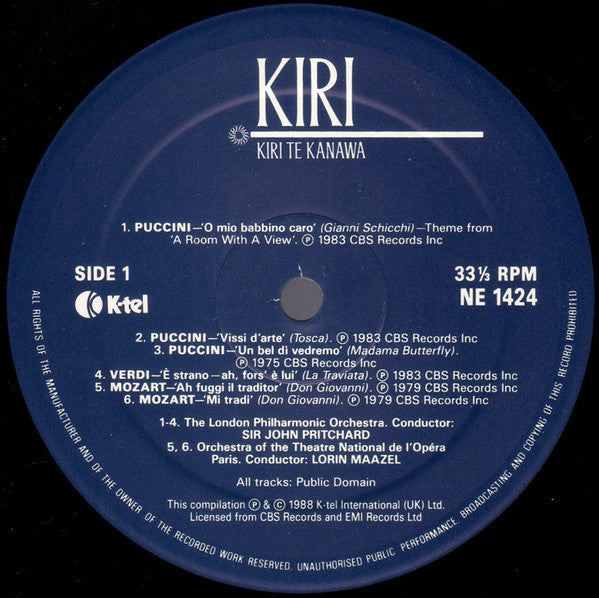 KIRI
KIRI TE KANAWA
1. PUCCINI—'O mio babbino caro' (Gianni Schicchi)—Theme from
'A Room With A View'. Ⓟ 1983 CBS Records Inc
SIDE 1
33⅓ RPM
K-tel
NE 1424
2. PUCCINI—'Vissi d'arte' (Tosca). Ⓟ 1983 CBS Records Inc
3. PUCCINI—'Un bel dì vedremo' (Madama Butterfly).
Ⓟ 1975 CBS Records Inc
4. VERDI—'È strano—ah, fors' è lui' (La Traviata). Ⓟ 1983 CBS Records Inc
5. MOZART—'Ah fuggi il traditor' (Don Giovanni). Ⓟ 1979 CBS Records Inc
6. MOZART—'Mi tradì' (Don Giovanni). Ⓟ 1979 CBS Records Inc
1-4. The London Philharmonic Orchestra. Conductor:
SIR JOHN PRITCHARD
5, 6. Orchestra of the Theatre National de l'Opéra
Paris. Conductor: LORIN MAAZEL
All tracks: Public Domain
This compilation Ⓟ & © 1988 K-tel International (UK) Ltd.
Licensed from CBS Records and EMI Records Ltd
ALL RIGHTS OF THE MANUFACTURER AND OF THE OWNER OF THE RECORDED WORK RESERVED. UNAUTHORISED PUBLIC PERFORMANCE BROADCASTING AND COPYING OF THIS RECORD PROHIBITED